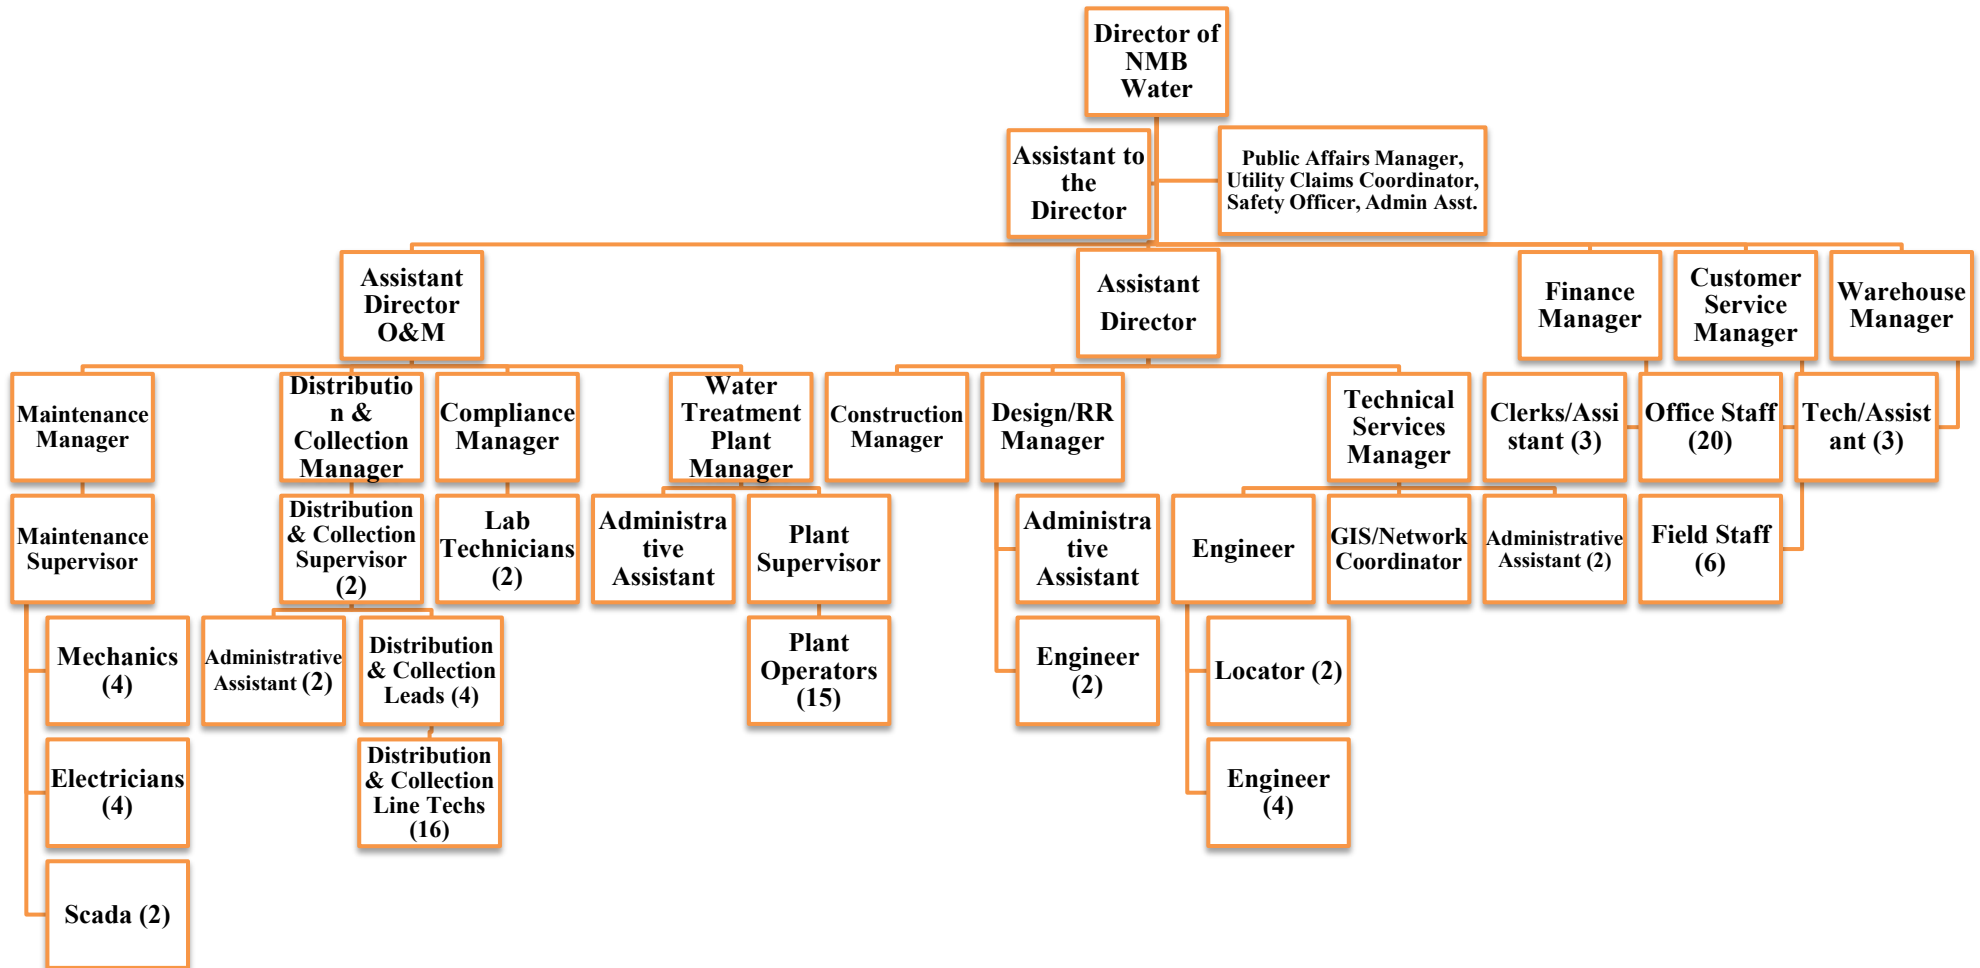 Director of
NMB
Water
Assistant to
the
Director
Public Affairs Manager,
Utility Claims Coordinator,
Safety Officer, Admin Asst.
Assistant
Director
O&M
Assistant
Director
Finance
Manager
Customer
Service
Manager
Warehouse
Manager
Maintenance
Manager
Distributio
n &
Collection
Manager
Compliance
Manager
Water
Treatment
Plant
Manager
Construction
Manager
Design/RR
Manager
Technical
Services
Manager
Clerks/Assi
stant (3)
Office Staff
(20)
Tech/Assist
ant (3)
Maintenance
Supervisor
Distribution
& Collection
Supervisor
(2)
Lab
Technicians
(2)
Administra
tive
Assistant
Plant
Supervisor
Administra
tive
Assistant
Engineer
GIS/Network
Coordinator
Administrative
Assistant (2)
Field Staff
(6)
Mechanics
(4)
Administrative
Assistant (2)
Distribution
& Collection
Leads (4)
Plant
Operators
(15)
Engineer
(2)
Locator (2)
Electricians
(4)
Distribution
& Collection
Line Techs
(16)
Engineer
(4)
Scada (2)